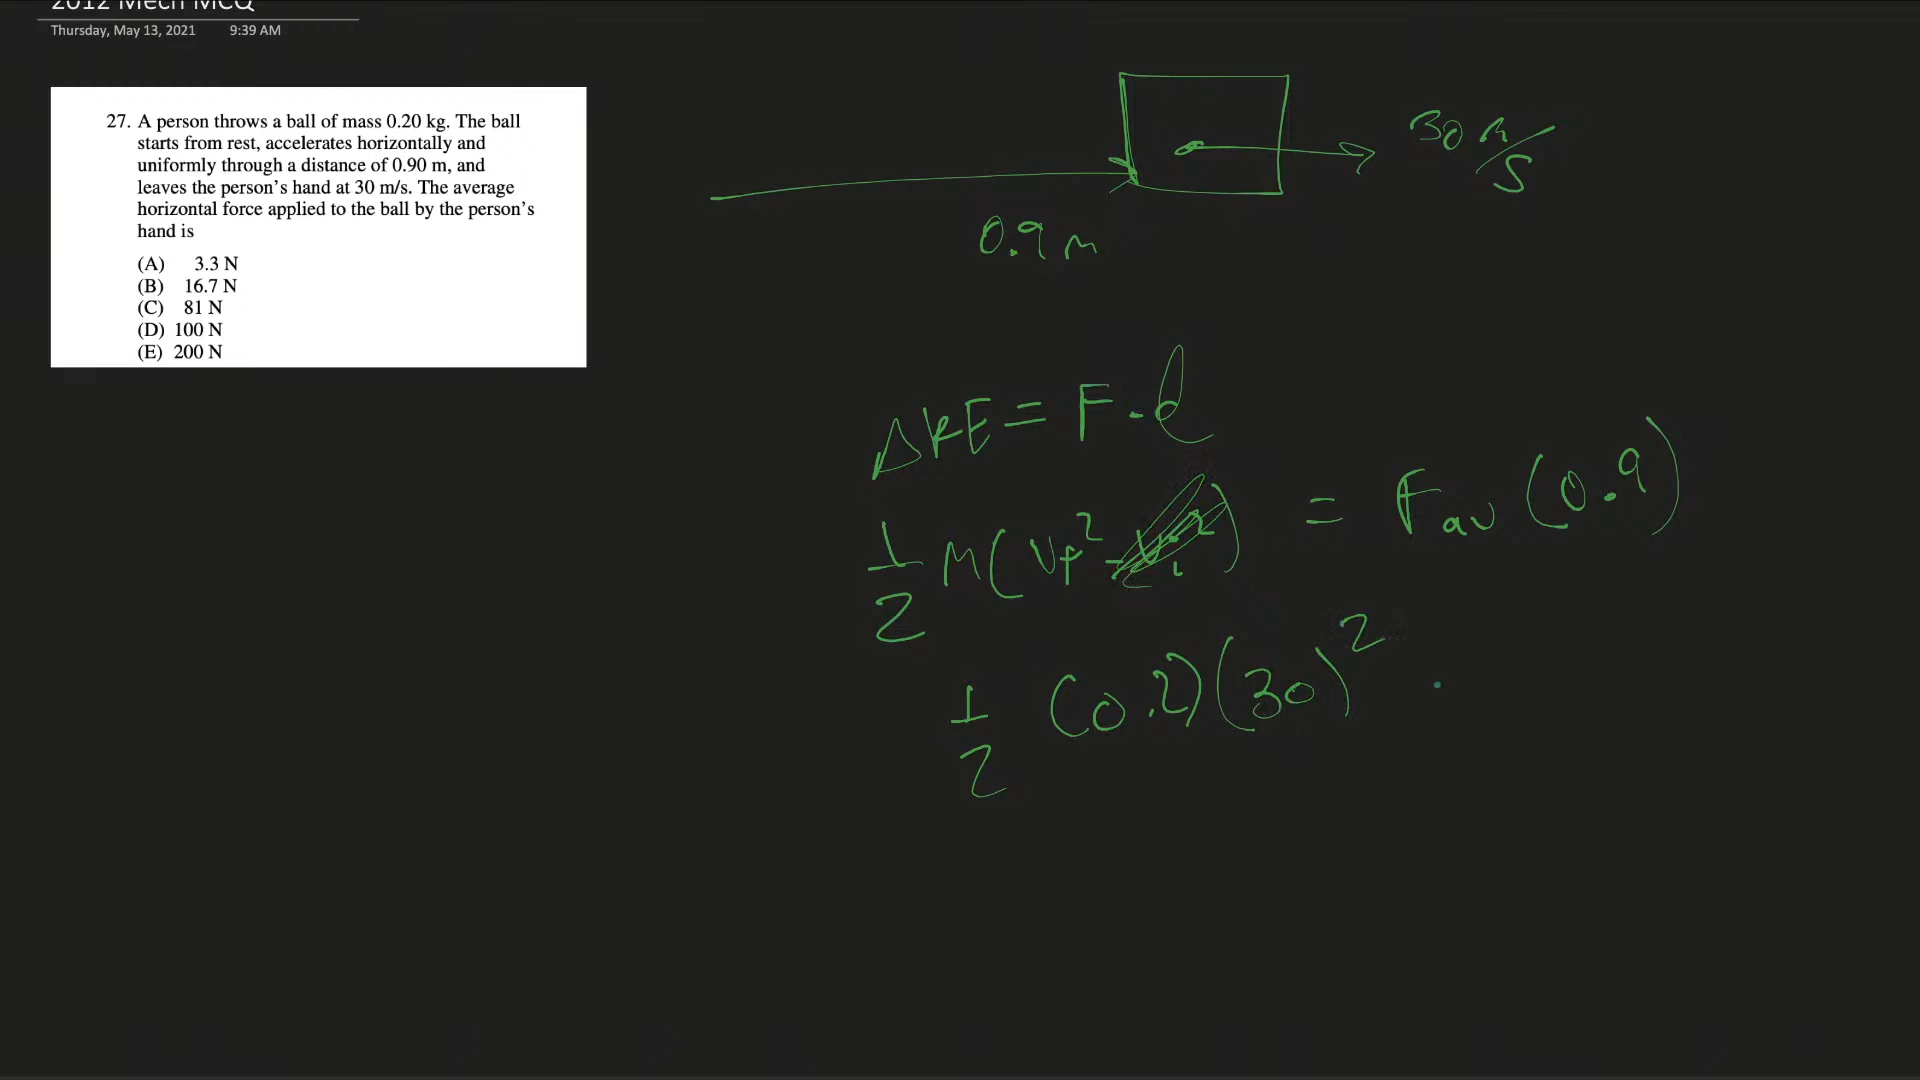 2012 Mech MCQ
Thursday, May 13, 2021 9:39 AM
27. A person throws a ball of mass 0.20 kg. The ball
starts from rest, accelerates horizontally and
uniformly through a distance of 0.90 m, and
leaves the person's hand at 30 m/s. The average
horizontal force applied to the ball by the person's
hand is
(A) 3.3 N
(B) 16.7 N
(C) 81 N
(D) 100 N
(E) 200 N
30 m/s
0.9 m
ΔKE = F · d
1/2 M(Vf² - Vi²) = Fav (0.9)
1/2 (0.2)(30)²